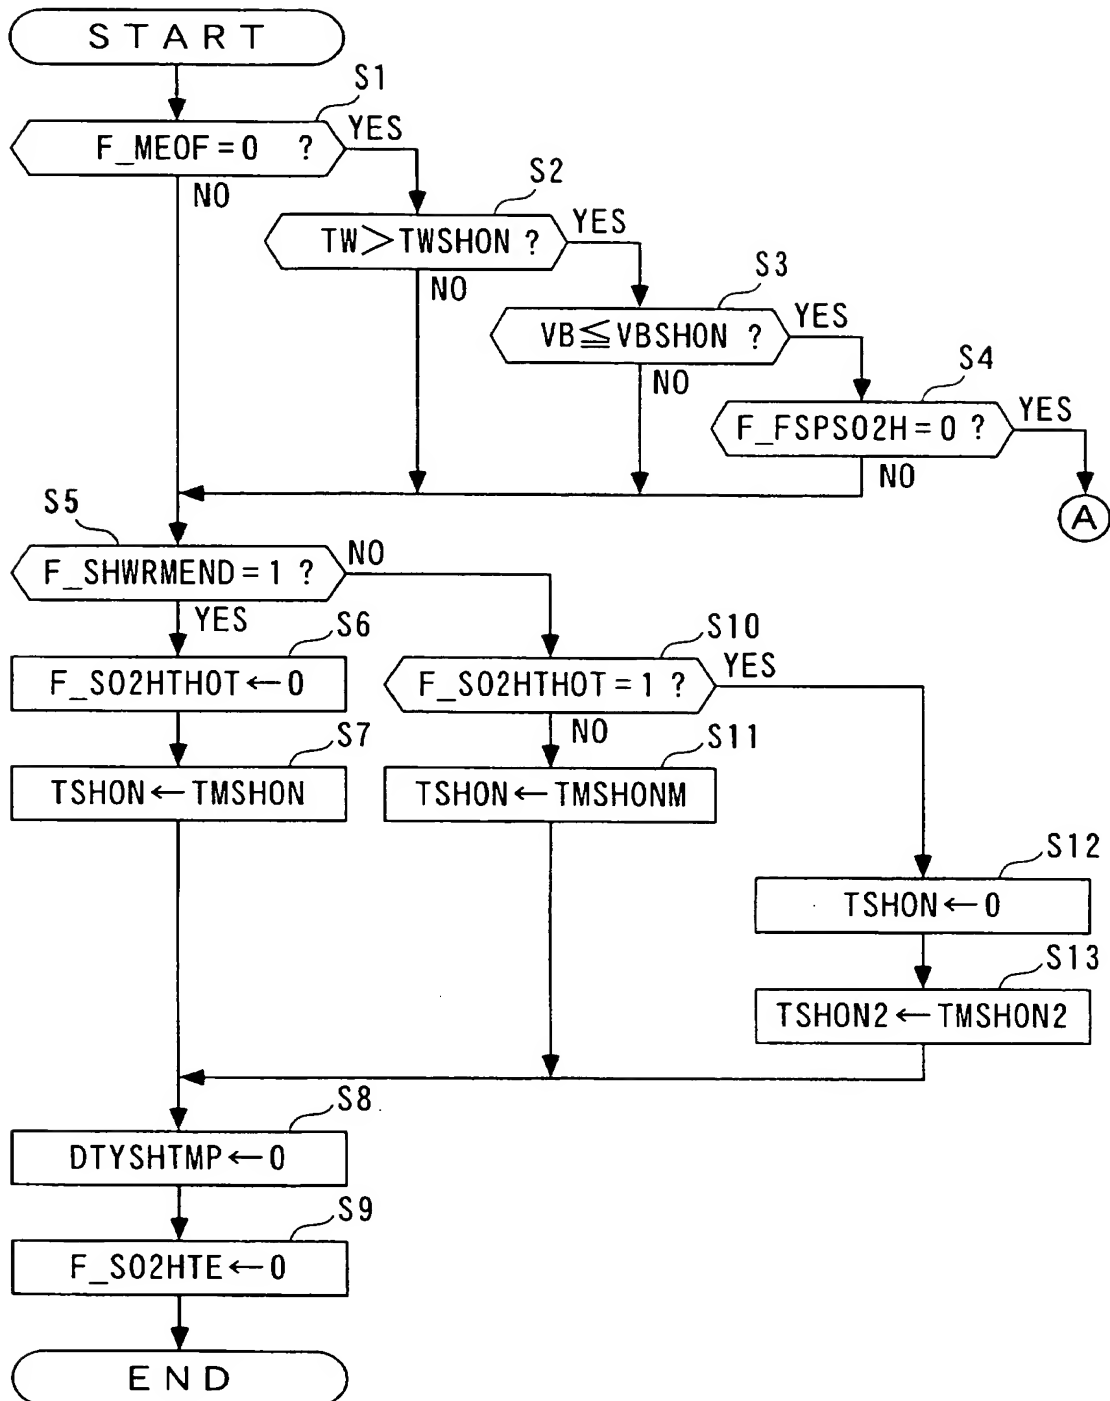 START
S1
F_MEOF=0 ?
YES
NO
S2
TW>TWSHON ?
YES
NO
S3
VB≦VBSHON ?
YES
NO
S4
F_FSPSO2H=0 ?
YES
NO
A
S5
F_SHWRMEND=1 ?
NO
YES
S6
F_SO2HTHOT←0
S10
F_SO2HTHOT=1 ?
YES
NO
S7
TSHON←TMSHON
S11
TSHON←TMSHONM
S12
TSHON←0
S13
TSHON2←TMSHON2
S8
DTYSHTMP←0
S9
F_SO2HTE←0
END